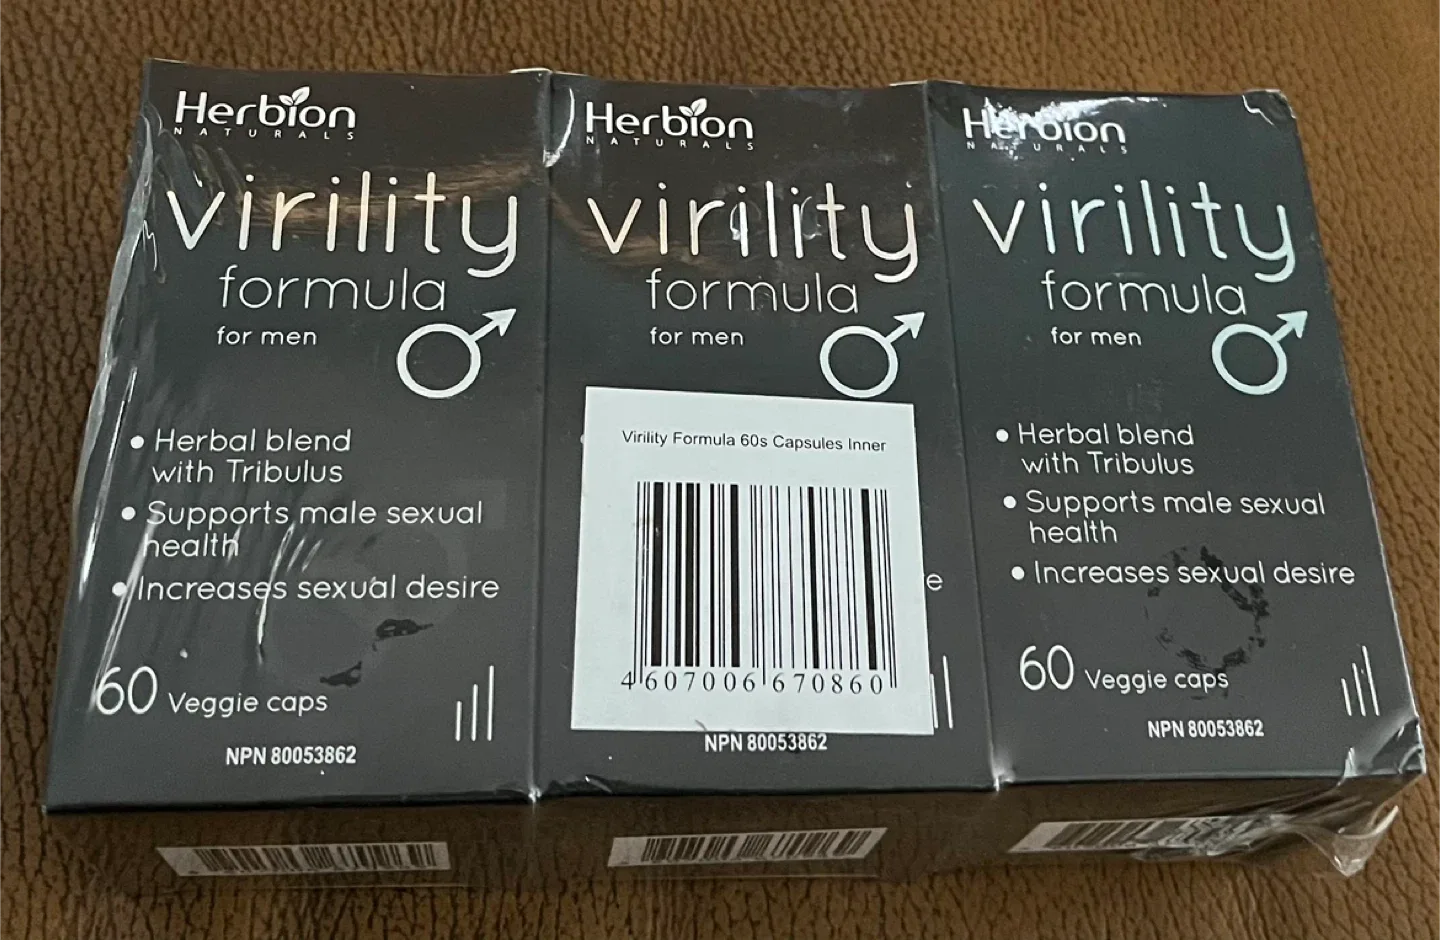 Herbion
NATURALS
virility
formula
for men
• Herbal blend
with Tribulus
• Supports male sexual
health
• Increases sexual desire
60 Veggie caps
NPN 80053862
Herbion
NATURALS
virility
formula
for men
Virility Formula 60s Capsules Inner
4 607006 670860
e
NPN 80053862
Herbion
NATURALS
virility
formula
for men
• Herbal blend
with Tribulus
• Supports male sexual
health
• Increases sexual desire
60 Veggie caps
NPN 80053862